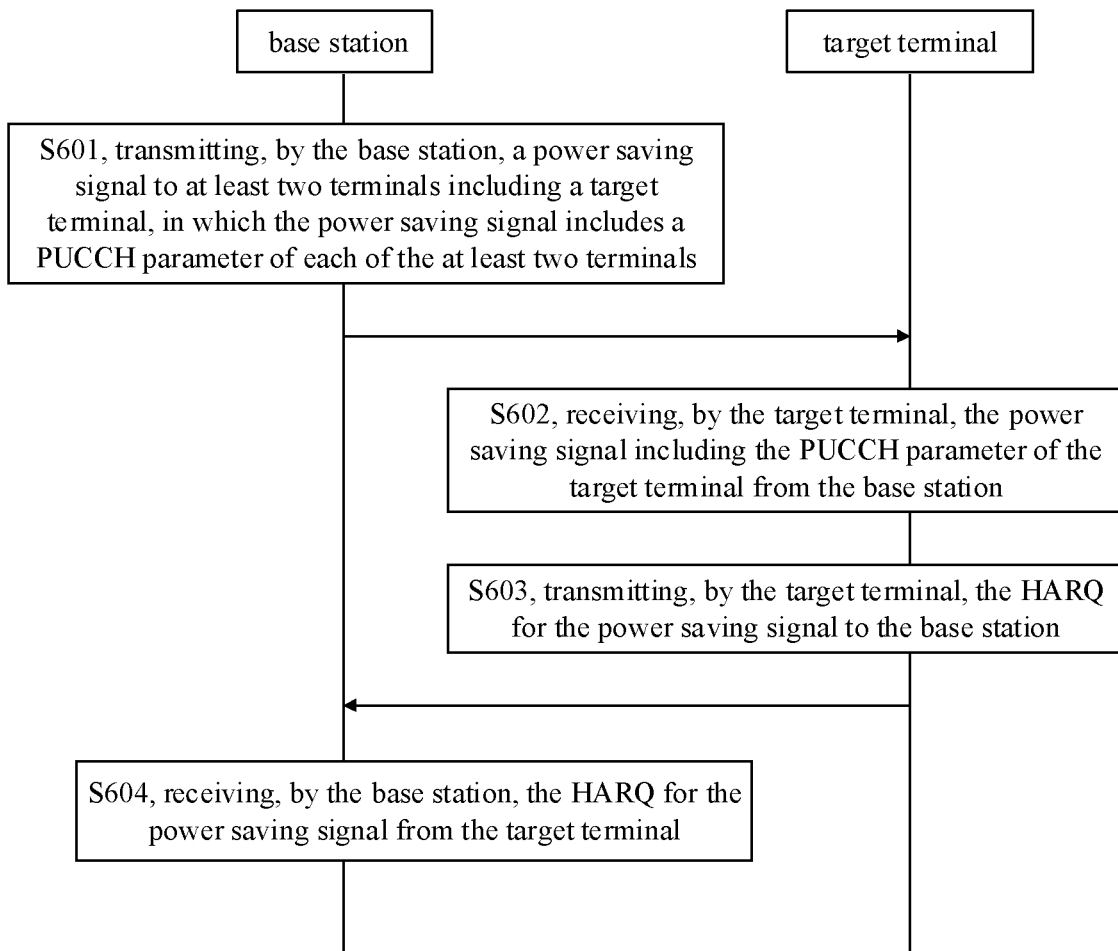 base station
target terminal
S601, transmitting, by the base station, a power saving
signal to at least two terminals including a target
terminal, in which the power saving signal includes a
PUCCH parameter of each of the at least two terminals
S602, receiving, by the target terminal, the power
saving signal including the PUCCH parameter of the
target terminal from the base station
S603, transmitting, by the target terminal, the HARQ
for the power saving signal to the base station
S604, receiving, by the base station, the HARQ for the
power saving signal from the target terminal